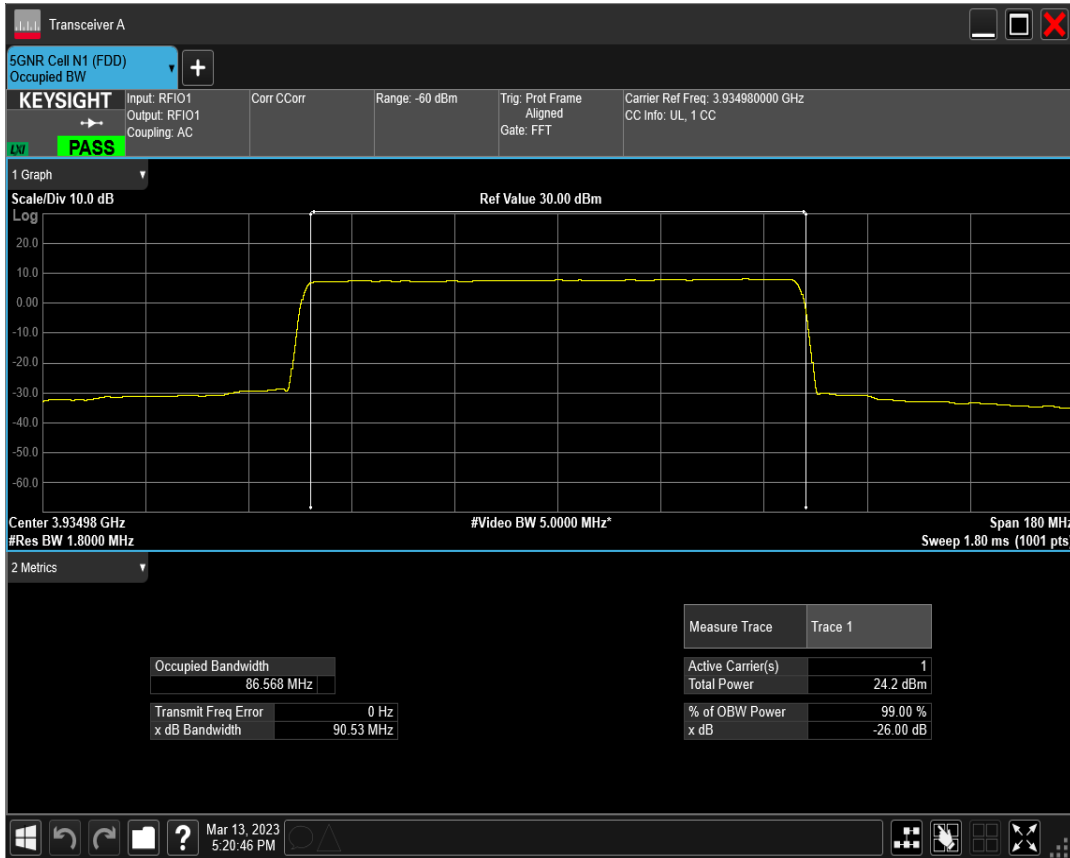 Transceiver A
5GNR Cell N1 (FDD)
Occupied BW
+
KEYSIGHT
LXI
PASS
Input: RFIO1
Output: RFIO1
Coupling: AC
Corr CCorr
Range: -60 dBm
Trig: Prot Frame
Aligned
Gate: FFT
Carrier Ref Freq: 3.934980000 GHz
CC Info: UL, 1 CC
1 Graph
Scale/Div 10.0 dB
Ref Value 30.00 dBm
Log
20.0
10.0
0.00
-10.0
-20.0
-30.0
-40.0
-50.0
-60.0
Center 3.93498 GHz
#Video BW 5.0000 MHz*
Span 180 MHz
#Res BW 1.8000 MHz
Sweep 1.80 ms (1001 pts)
2 Metrics
Measure Trace Trace 1
Occupied Bandwidth
86.568 MHz
Active Carrier(s) 1
Total Power 24.2 dBm
Transmit Freq Error 0 Hz
x dB Bandwidth 90.53 MHz
% of OBW Power 99.00 %
x dB -26.00 dB
?
Mar 13, 2023
5:20:46 PM